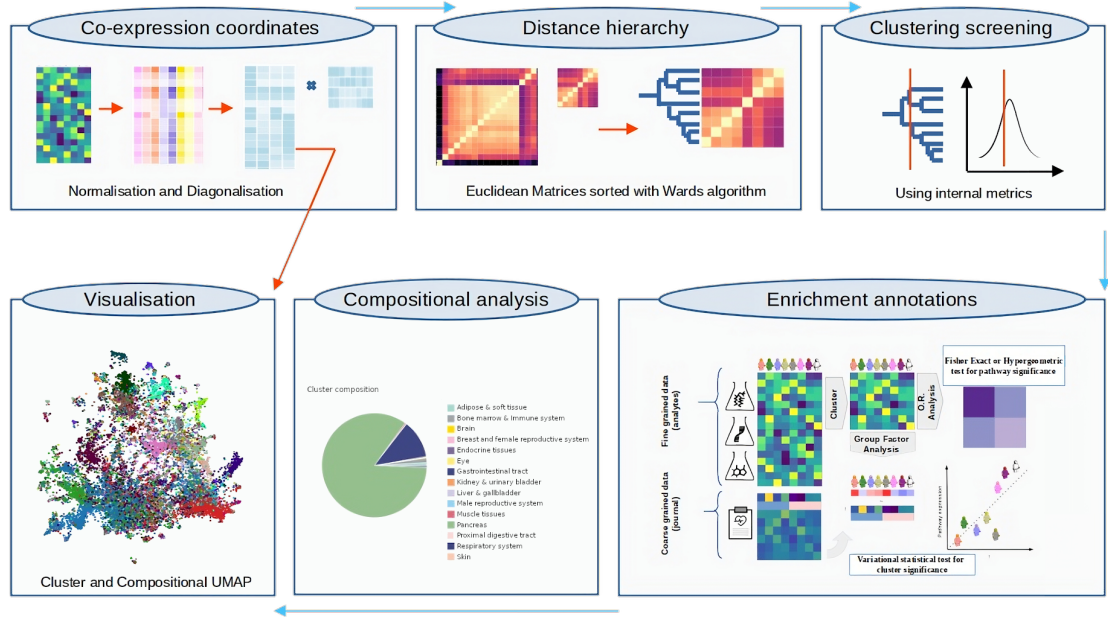 Co-expression coordinates
Distance hierarchy
Clustering screening
Normalisation and Diagonalisation
Euclidean Matrices sorted with Wards algorithm
Using internal metrics
Visualisation
Compositional analysis
Enrichment annotations
Cluster and Compositional UMAP
Cluster composition
Adipose & soft tissue
Bone marrow & Immune system
Brain
Breast and female reproductive system
Endocrine tissues
Eye
Gastrointestinal tract
Kidney & urinary bladder
Liver & gallbladder
Male reproductive system
Muscle tissues
Pancreas
Proximal digestive tract
Respiratory system
Skin
Fine grained data
(analyses)
Coarse grained data
(journal)
Cluster
O.R.
Analysis
Group Factor
Analysis
Fisher Exact or Hypergeometric
test for pathway significance
Pathway expression
Variational statistical test for
cluster significance